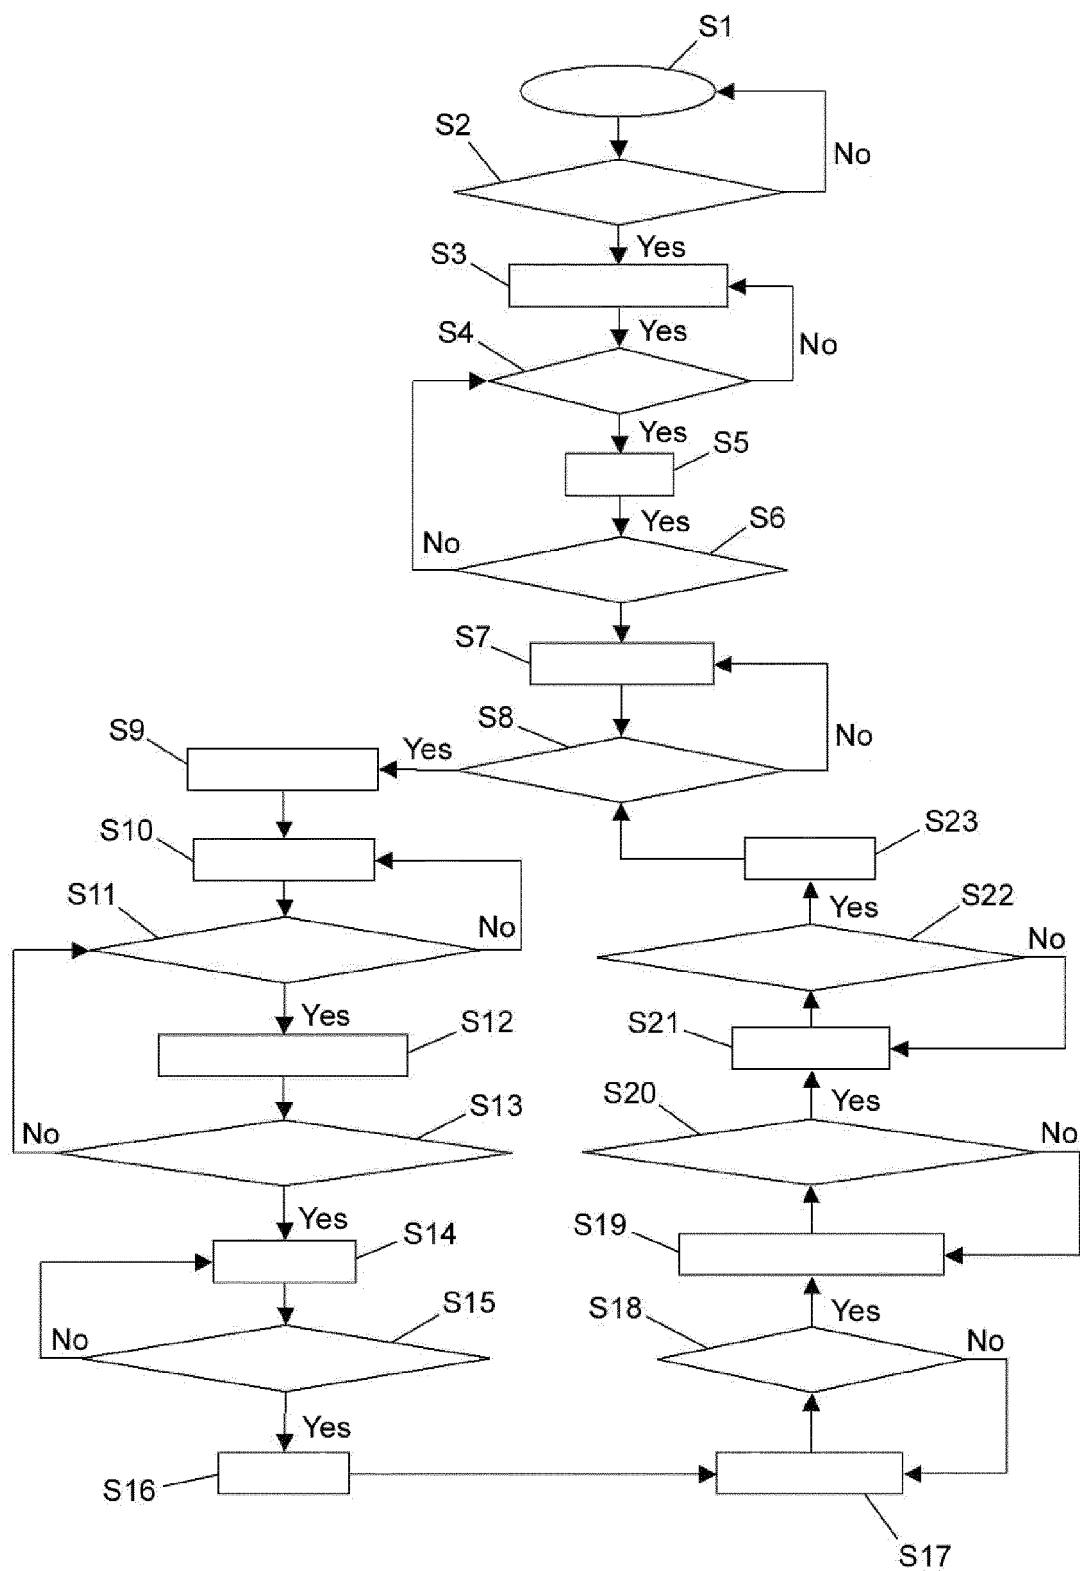 S1
S2
No
Yes
S3
Yes
S4
No
Yes
S5
Yes
S6
No
S7
S8
No
Yes
S9
S10
S23
S11
No
Yes
S22
No
Yes
S12
S21
S20
Yes
S13
No
No
Yes
S14
S19
S15
S18
Yes
No
No
Yes
S16
S17